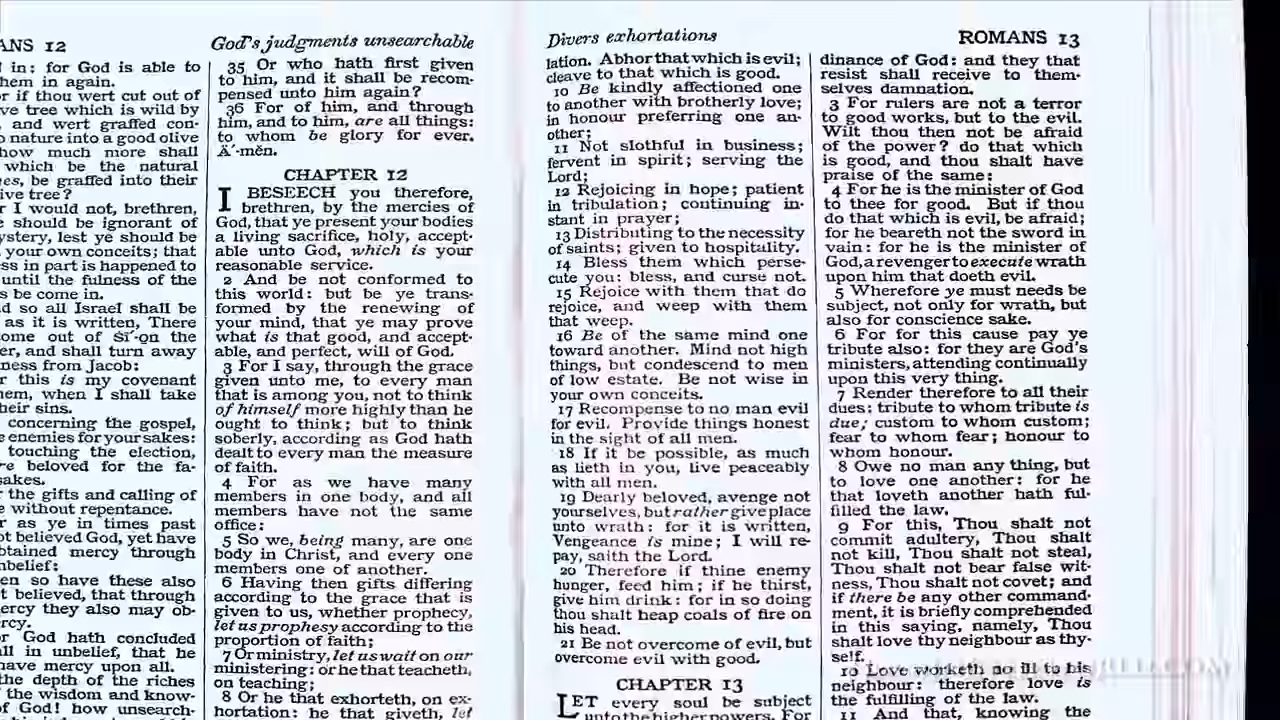 ANS 12
in: for God is able to
hem in again.
if thou wert cut out of
ve tree which is wild by
, and wert graffed con-
nature into a good olive
how much more shall
which be the natural
es, be graffed into their
ive tree?
I would not, brethren,
should be ignorant of
ystery, lest ye should be
your own conceits; that
ss in part is happened to
until the fulness of the
s be come in.
d so all Israel shall be
as it is written, There
ome out of Sī´-on the
er, and shall turn away
ness from Jacob:
this is my covenant
hem, when I shall take
heir sins.
concerning the gospel,
enemies for your sakes:
touching the election,
re beloved for the fa-
sakes.
the gifts and calling of
without repentance.
as ye in times past
ot believed God, yet have
btained mercy through
nbelief:
en so have these also
t believed, that through
ercy they also may ob-
rcy.
God hath concluded
ll in unbelief, that he
have mercy upon all.
the depth of the riches
the wisdom and know-
f God! how unsearch-
God's judgments unsearchable
35 Or who hath first given
to him, and it shall be recom-
pensed unto him again?
36 For of him, and through
him, and to him, are all things:
to whom be glory for ever.
Ā´-mĕn.
CHAPTER 12
I BESEECH you therefore,
brethren, by the mercies of
God, that ye present your bodies
a living sacrifice, holy, accept-
able unto God, which is your
reasonable service.
2 And be not conformed to
this world: but be ye trans-
formed by the renewing of
your mind, that ye may prove
what is that good, and accept-
able, and perfect, will of God.
3 For I say, through the grace
given unto me, to every man
that is among you, not to think
of himself more highly than he
ought to think; but to think
soberly, according as God hath
dealt to every man the measure
of faith.
4 For as we have many
members in one body, and all
members have not the same
office:
5 So we, being many, are one
body in Christ, and every one
members one of another.
6 Having then gifts differing
according to the grace that is
given to us, whether prophecy,
let us prophesy according to the
proportion of faith;
7 Or ministry, let us wait on our
ministering: or he that teacheth,
on teaching;
8 Or he that exhorteth, on ex-
hortation: he that giveth, let
Divers exhortations
lation. Abhor that which is evil;
cleave to that which is good.
10 Be kindly affectioned one
to another with brotherly love;
in honour preferring one an-
other;
11 Not slothful in business;
fervent in spirit; serving the
Lord;
12 Rejoicing in hope; patient
in tribulation; continuing in-
stant in prayer;
13 Distributing to the necessity
of saints; given to hospitality.
14 Bless them which perse-
cute you: bless, and curse not.
15 Rejoice with them that do
rejoice, and weep with them
that weep.
16 Be of the same mind one
toward another. Mind not high
things, but condescend to men
of low estate. Be not wise in
your own conceits.
17 Recompense to no man evil
for evil. Provide things honest
in the sight of all men.
18 If it be possible, as much
as lieth in you, live peaceably
with all men.
19 Dearly beloved, avenge not
yourselves, but rather give place
unto wrath: for it is written,
Vengeance is mine; I will re-
pay, saith the Lord.
20 Therefore if thine enemy
hunger, feed him; if he thirst,
give him drink: for in so doing
thou shalt heap coals of fire on
his head.
21 Be not overcome of evil, but
overcome evil with good.
CHAPTER 13
LET every soul be subject
unto the higher powers. For
ROMANS 13
dinance of God: and they that
resist shall receive to them-
selves damnation.
3 For rulers are not a terror
to good works, but to the evil.
Wilt thou then not be afraid
of the power? do that which
is good, and thou shalt have
praise of the same:
4 For he is the minister of God
to thee for good. But if thou
do that which is evil, be afraid;
for he beareth not the sword in
vain: for he is the minister of
God, a revenger to execute wrath
upon him that doeth evil.
5 Wherefore ye must needs be
subject, not only for wrath, but
also for conscience sake.
6 For for this cause pay ye
tribute also: for they are God's
ministers, attending continually
upon this very thing.
7 Render therefore to all their
dues: tribute to whom tribute is
due; custom to whom custom;
fear to whom fear; honour to
whom honour.
8 Owe no man any thing, but
to love one another: for he
that loveth another hath ful-
filled the law.
9 For this, Thou shalt not
commit adultery, Thou shalt
not kill, Thou shalt not steal,
Thou shalt not bear false wit-
ness, Thou shalt not covet; and
if there be any other command-
ment, it is briefly comprehended
in this saying, namely, Thou
shalt love thy neighbour as thy-
self.
10 Love worketh no ill to his
neighbour: therefore love is
the fulfilling of the law.
11 And that, knowing the